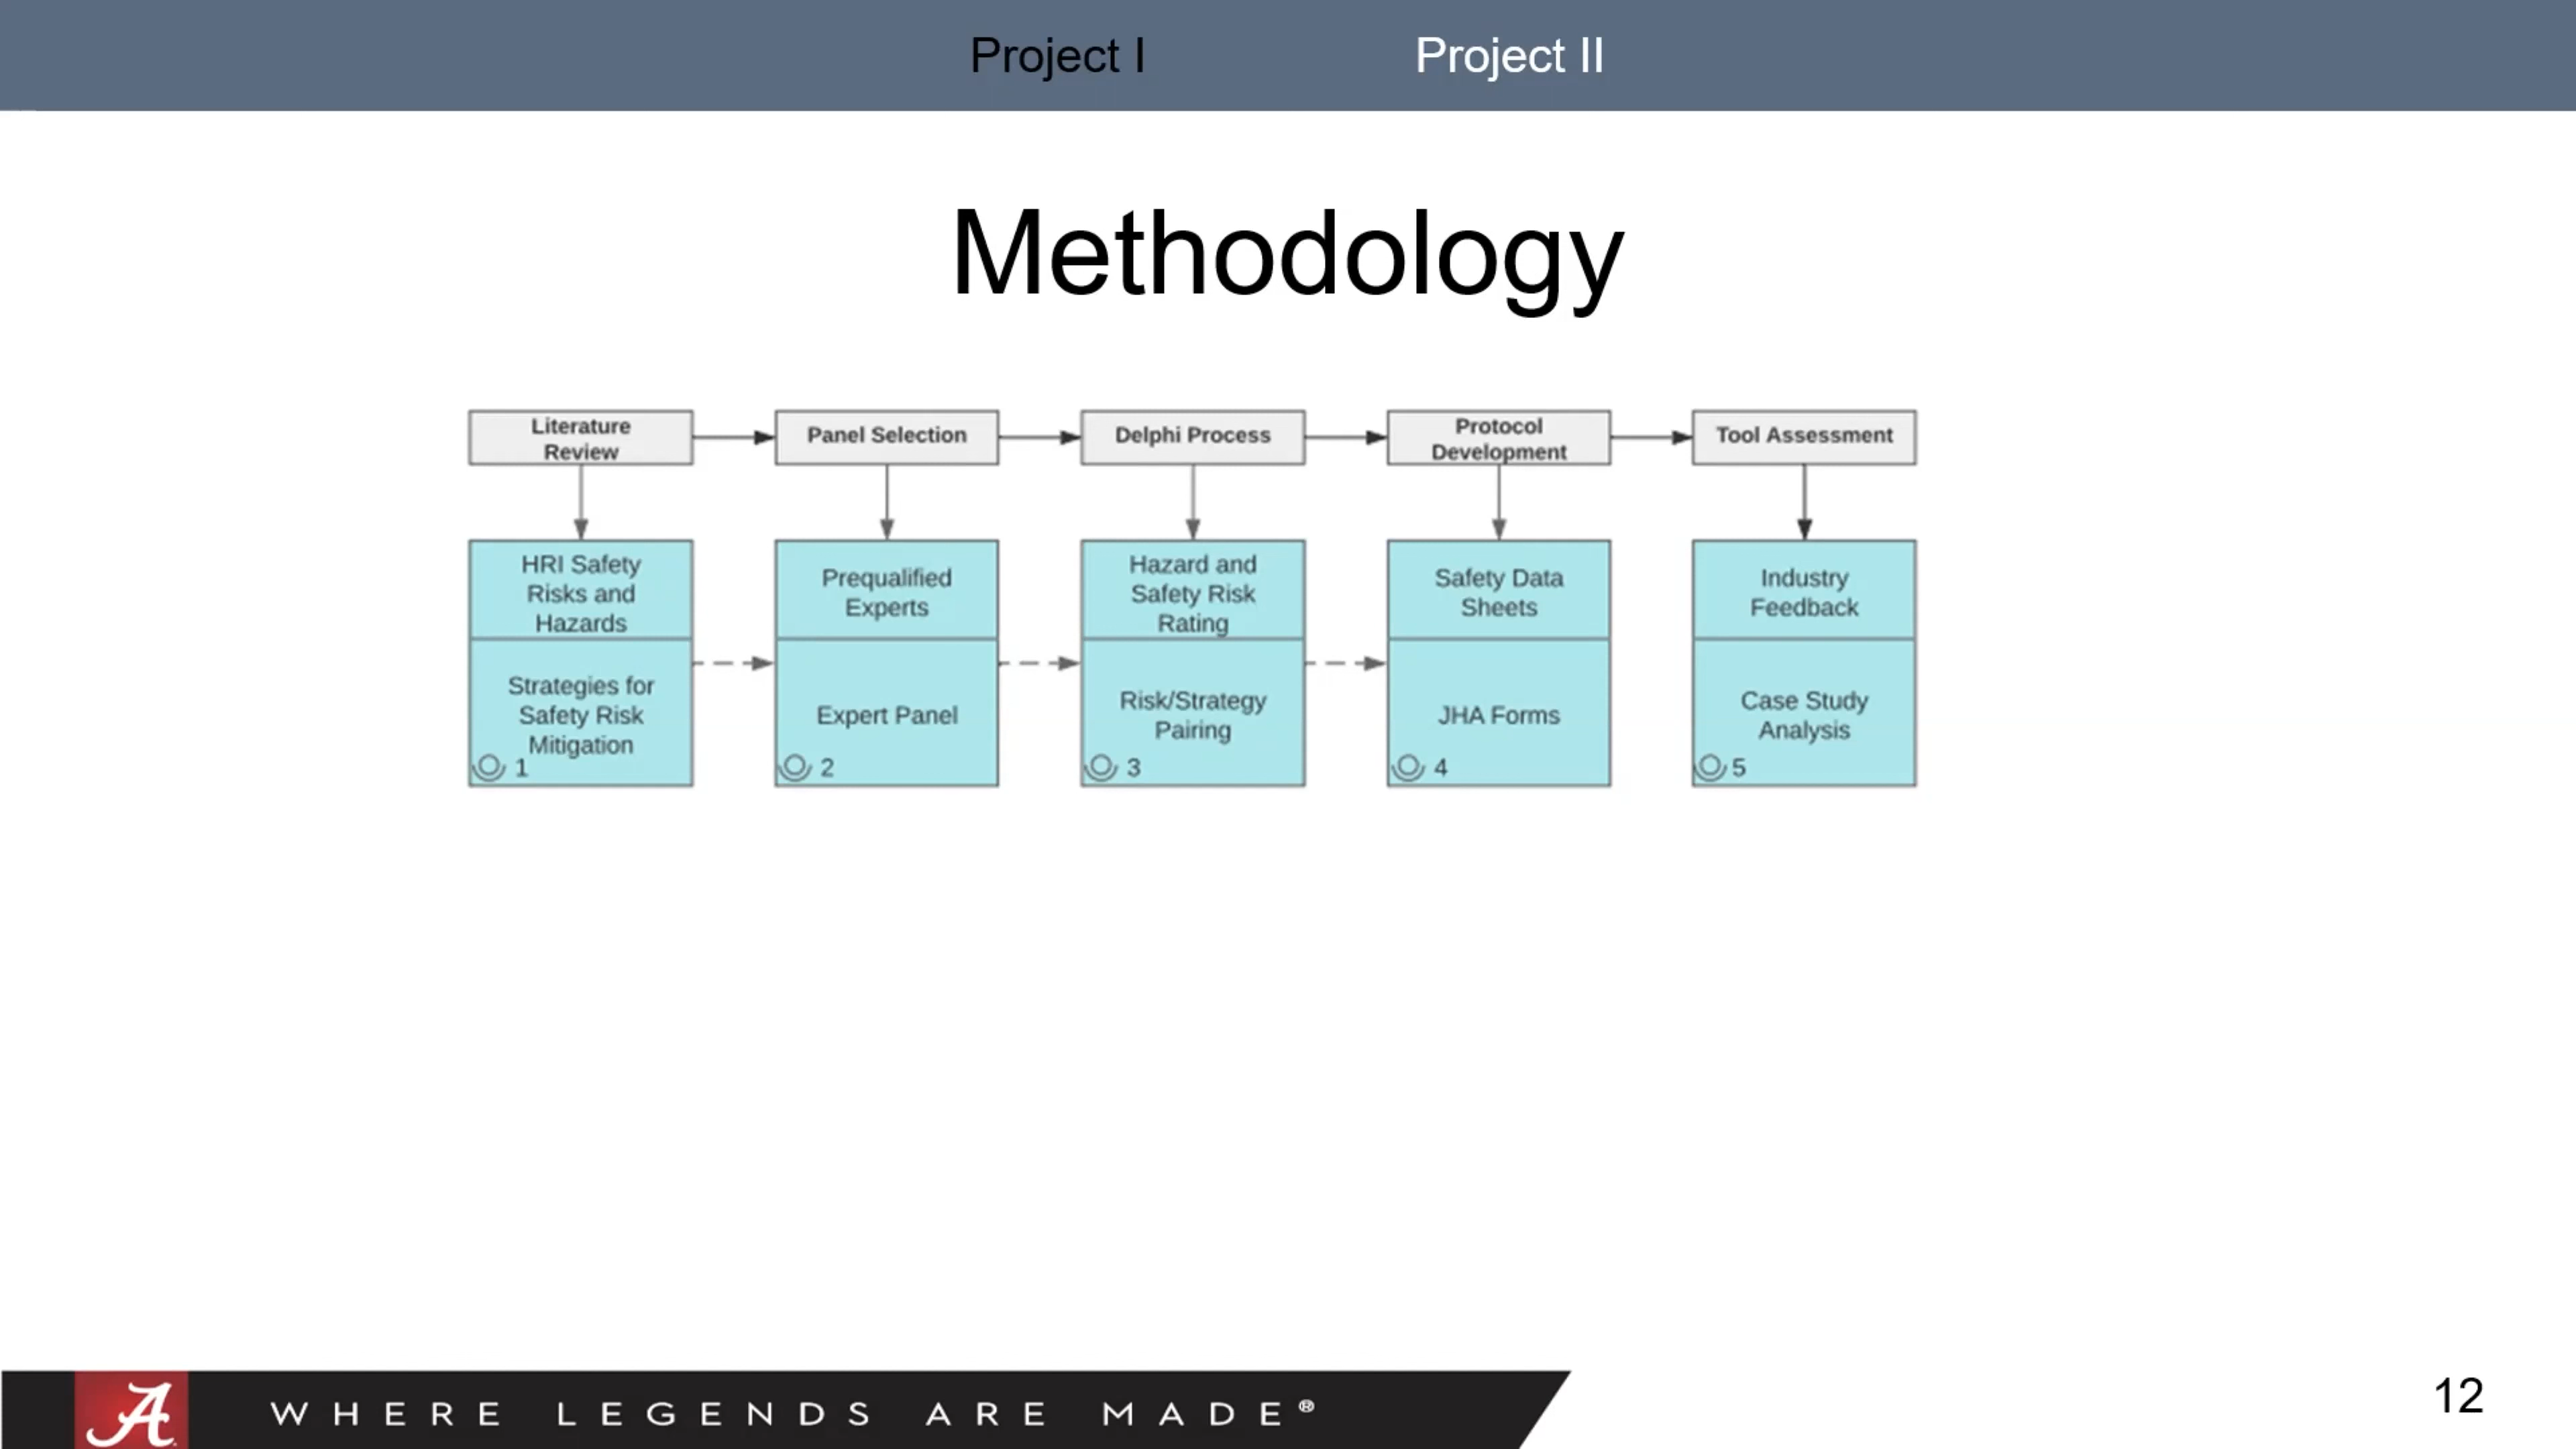 Project I
Project II
Methodology
Literature
Review
Panel Selection
Delphi Process
Protocol
Development
Tool Assessment
HRI Safety
Risks and
Hazards
Prequalified
Experts
Hazard and
Safety Risk
Rating
Safety Data
Sheets
Industry
Feedback
Strategies for
Safety Risk
Mitigation
1
Expert Panel
2
Risk/Strategy
Pairing
3
JHA Forms
4
Case Study
Analysis
5
A
WHERE LEGENDS ARE MADE®
12